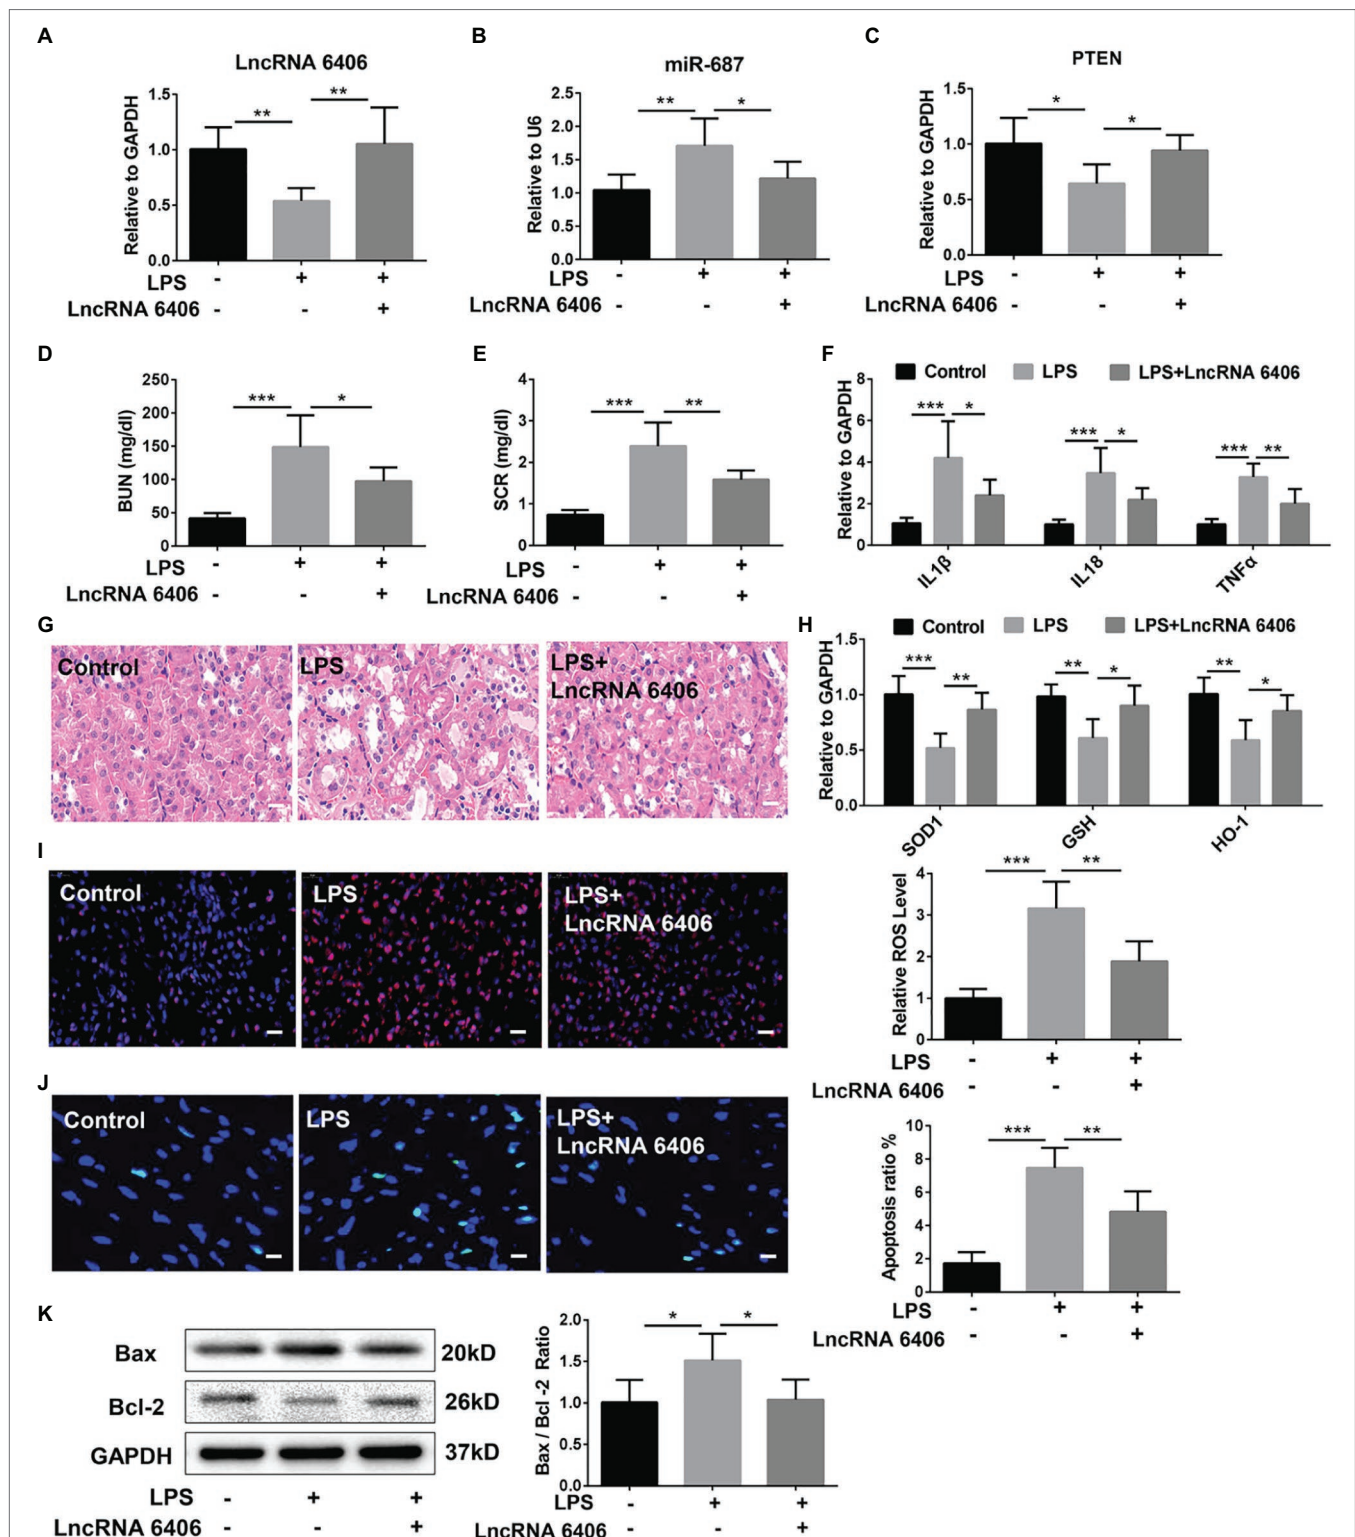 A
LncRNA 6406
Relative to GAPDH
1.5
1.0
0.5
0.0
** **
LPS - + +
LncRNA 6406 - - +
B
miR-687
Relative to U6
2.5
2.0
1.5
1.0
0.5
0.0
** *
LPS - + +
LncRNA 6406 - - +
C
PTEN
Relative to GAPDH
1.5
1.0
0.5
0.0
* *
LPS - + +
LncRNA 6406 - - +
D
BUN (mg/dl)
250
200
150
100
50
0
*** *
LPS - + +
LncRNA 6406 - - +
E
SCR (mg/dl)
4
3
2
1
0
*** **
LPS - + +
LncRNA 6406 - - +
F
Control LPS LPS+LncRNA 6406
Relative to GAPDH
8
6
4
2
0
*** * *** * *** **
IL1β IL18 TNFα
G
Control
LPS
LPS+
LncRNA 6406
H
Control LPS LPS+LncRNA 6406
Relative to GAPDH
1.5
1.0
0.5
0.0
*** ** ** * ** *
SOD1 GSH HO-1
I
Control
LPS
LPS+
LncRNA 6406
Relative ROS Level
4
3
2
1
0
*** **
LPS - + +
LncRNA 6406 - - +
J
Control
LPS
LPS+
LncRNA 6406
Apoptosis ratio %
10
8
6
4
2
0
*** **
LPS - + +
LncRNA 6406 - - +
K
Bax 20kD
Bcl-2 26kD
GAPDH 37kD
LPS - + +
LncRNA 6406 - - +
Bax / Bcl -2 Ratio
2.0
1.5
1.0
0.5
0.0
* *
LPS - + +
LncRNA 6406 - - +